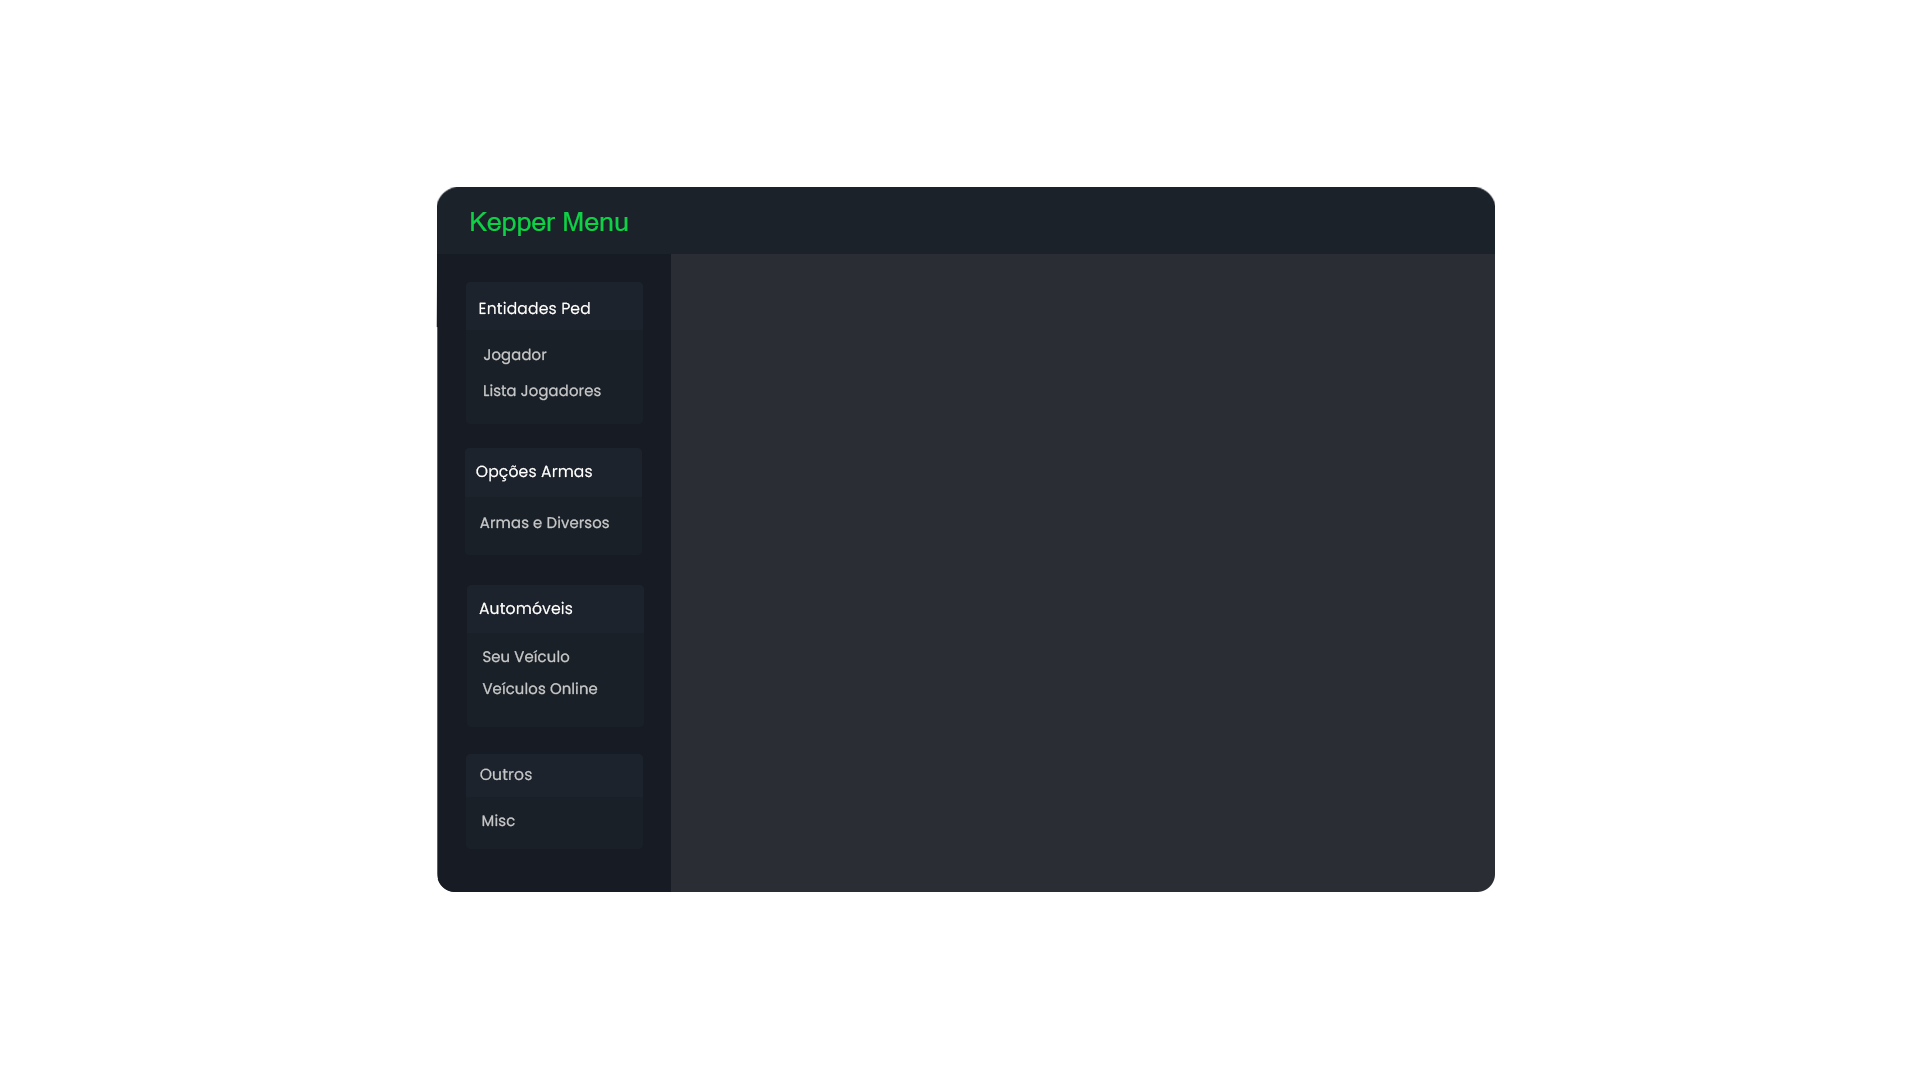 Kepper Menu
Entidades Ped
Jogador
Lista Jogadores
Opções Armas
Armas e Diversos
Automóveis
Seu Veículo
Veículos Online
Outros
Misc